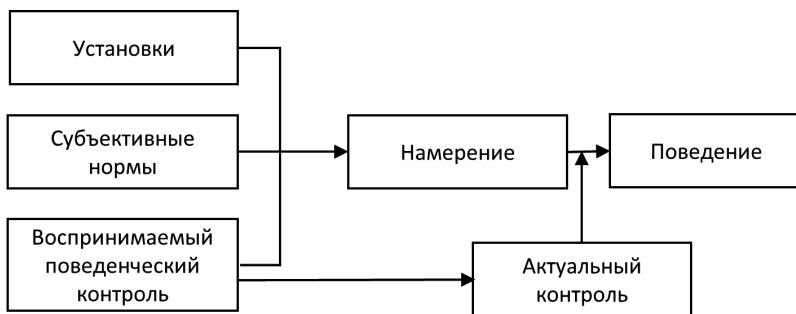 Установки
Субъективные
нормы
Намерение
Поведение
Воспринимаемый
поведенческий
контроль
Актуальный
контроль